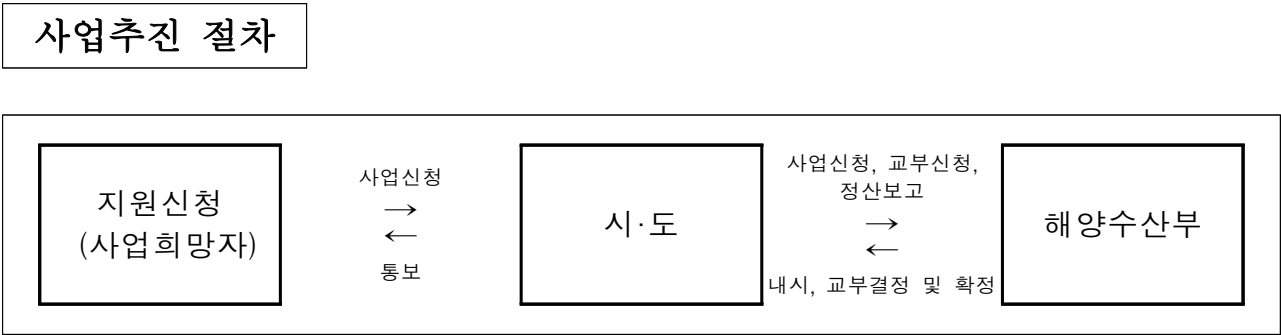 사업추진 절차
지원신청
(사업희망자)
사업신청
→
←
통보
시·도
사업신청, 교부신청,
정산보고
→
←
내시, 교부결정 및 확정
해양수산부